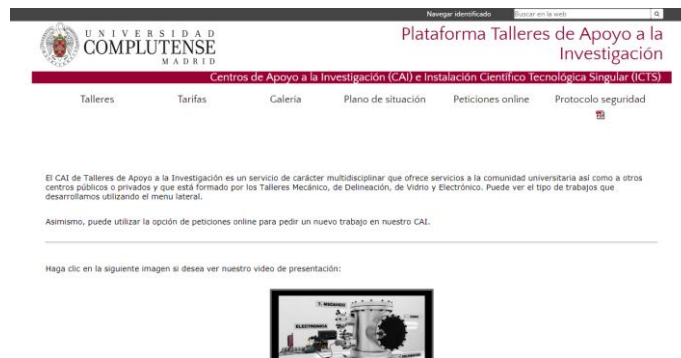 Navegar identificado Buscar en la web
UNIVERSIDAD
COMPLUTENSE
MADRID
Plataforma Talleres de Apoyo a la
Investigación
Centros de Apoyo a la Investigación (CAI) e Instalación Científico Tecnológica Singular (ICTS)
Talleres Tarifas Galería Plano de situación Peticiones online Protocolo seguridad
El CAI de Talleres de Apoyo a la Investigación es un servicio de carácter multidisciplinar que ofrece servicios a la comunidad universitaria así como a otros
centros públicos o privados y que está formado por los Talleres Mecánico, de Delineación, de Vidrio y Electrónico. Puede ver el tipo de trabajos que
desarrollamos utilizando el menu lateral.
Asimismo, puede utilizar la opción de peticiones online para pedir un nuevo trabajo en nuestro CAI.
Haga clic en la siguiente imagen si desea ver nuestro video de presentación:
T. MECANICO
ELECTRONICA